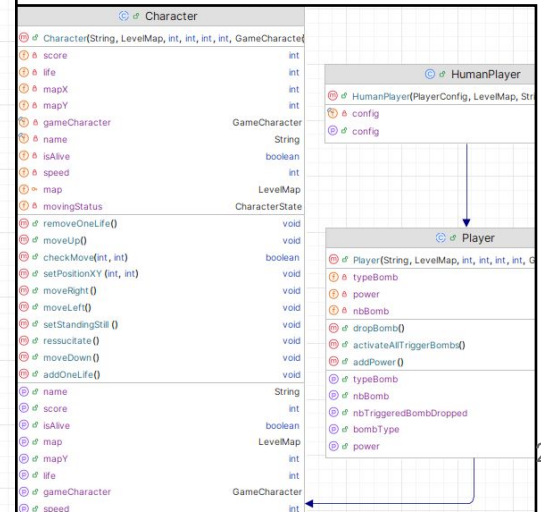 Character
Character(String, LevelMap, int, int, int, int, GameCharacte
score int
life int
mapX int
mapY int
gameCharacter GameCharacter
name String
isAlive boolean
speed int
map LevelMap
movingStatus CharacterState
removeOneLife() void
moveUp() void
checkMove(int, int) boolean
setPositionXY (int, int) void
moveRight() void
moveLeft() void
setStandingStill () void
ressucitate() void
moveDown() void
addOneLife() void
name String
score int
isAlive boolean
map LevelMap
mapY int
life int
gameCharacter GameCharacter
speed int
HumanPlayer
HumanPlayer(PlayerConfig, LevelMap, Stri
config
config
Player
Player(String, LevelMap, int, int, int, int, G
typeBomb
power
nbBomb
dropBomb()
activateAllTriggerBombs()
addPower()
typeBomb
nbBomb
nbTriggeredBombDropped
bombType
power